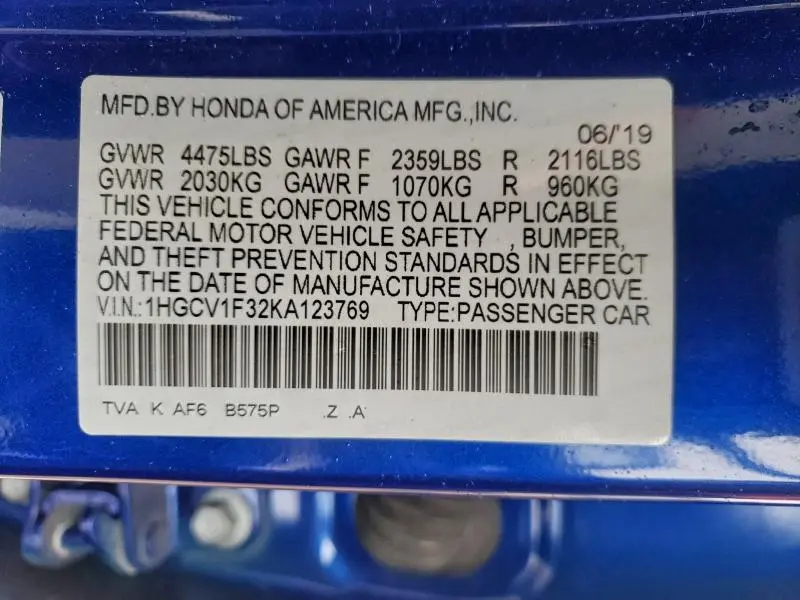 MFD.BY HONDA OF AMERICA MFG.,INC.
06/'19
GVWR 4475LBS GAWR F 2359LBS R 2116LBS
GVWR 2030KG GAWR F 1070KG R 960KG
THIS VEHICLE CONFORMS TO ALL APPLICABLE
FEDERAL MOTOR VEHICLE SAFETY , BUMPER,
AND THEFT PREVENTION STANDARDS IN EFFECT
ON THE DATE OF MANUFACTURE SHOWN ABOVE.
V.I.N.:1HGCV1F32KA123769 TYPE:PASSENGER CAR
TVA K AF6 B575P .Z .A'